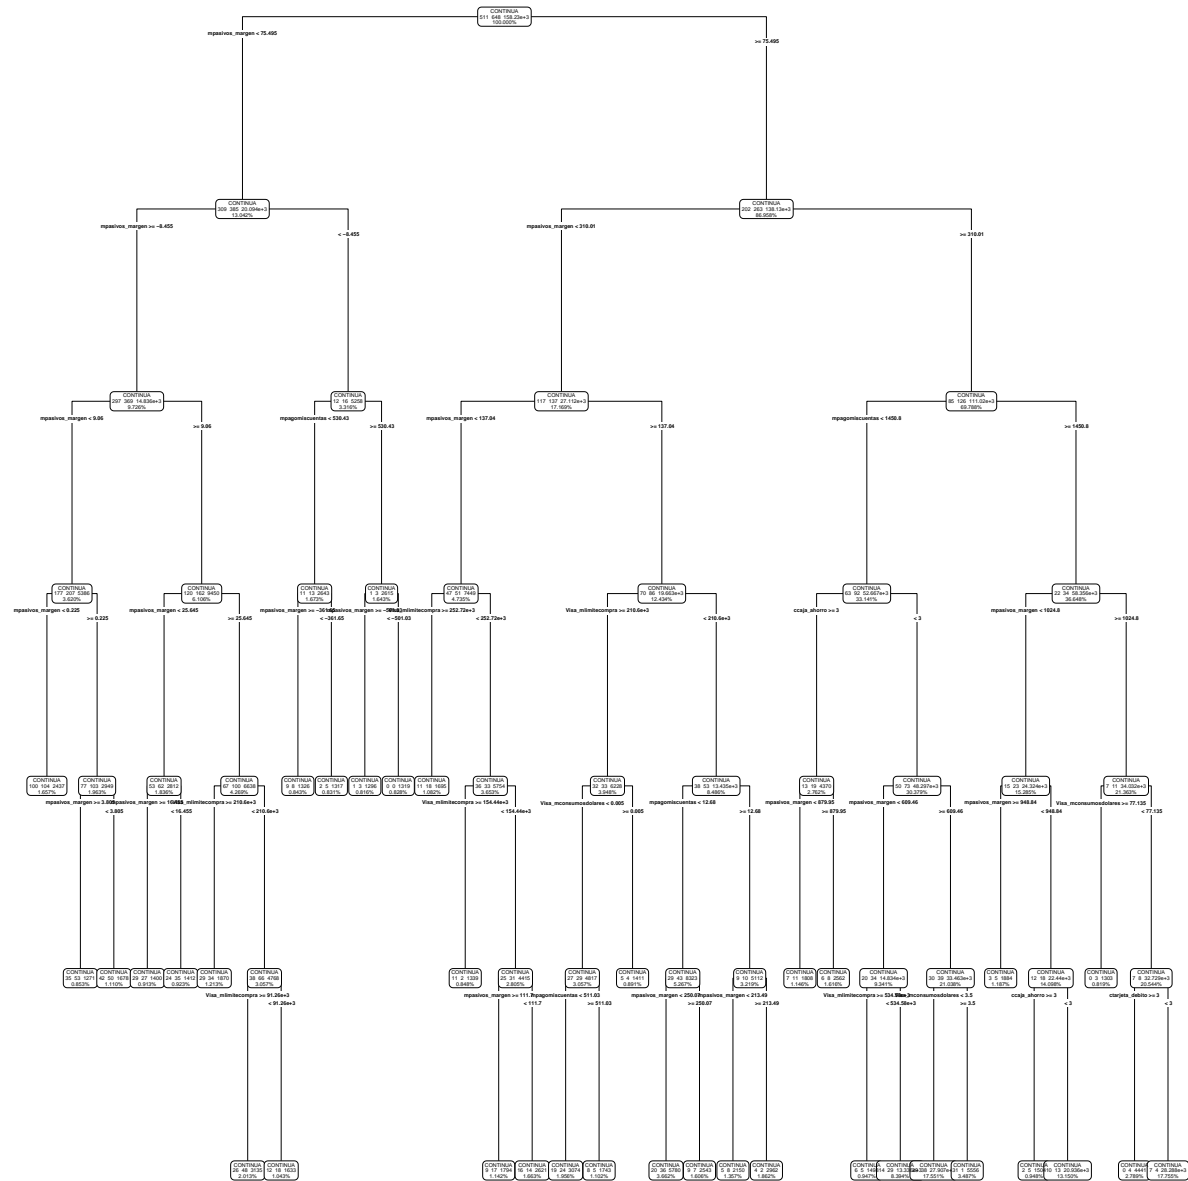 CONTINUA
511 648 158.23e+3
100.000%
mpasivos_margen < 75.495
>= 75.495
CONTINUA
309 385 20.094e+3
13.042%
CONTINUA
202 263 138.13e+3
86.958%
mpasivos_margen >= −8.455
< −8.455
mpasivos_margen < 310.01
>= 310.01
CONTINUA
297 369 14.836e+3
9.726%
CONTINUA
12 16 5258
3.316%
CONTINUA
117 137 27.112e+3
17.169%
CONTINUA
85 126 111.02e+3
69.788%
mpasivos_margen < 9.86
>= 9.86
mpagomiscuentas < 530.43
>= 530.43
mpasivos_margen < 137.84
>= 137.84
mpagomiscuentas < 1450.8
>= 1450.8
CONTINUA
177 207 5386
3.620%
CONTINUA
120 162 9450
6.106%
CONTINUA
11 13 2643
1.673%
CONTINUA
1 3 2615
1.643%
CONTINUA
47 51 7449
4.735%
CONTINUA
70 86 19.663e+3
12.434%
CONTINUA
63 92 52.667e+3
33.141%
CONTINUA
22 34 58.356e+3
36.648%
mpasivos_margen < 0.225
>= 0.225
mpasivos_margen < 25.645
>= 25.645
< −361.65
< −501.03
< 252.72e+3
Visa_mlimitecompra >= 210.6e+3
< 210.6e+3
ccaja_ahorro >= 3
< 3
mpasivos_margen < 1024.8
>= 1024.8
CONTINUA
100 104 2437
1.657%
CONTINUA
77 103 2949
1.963%
CONTINUA
53 62 2812
1.836%
CONTINUA
67 100 6638
4.269%
CONTINUA
9 8 1326
0.843%
CONTINUA
2 5 1317
0.831%
CONTINUA
1 3 1296
0.816%
CONTINUA
0 0 1319
0.828%
CONTINUA
11 18 1695
1.082%
CONTINUA
36 33 5754
3.653%
CONTINUA
32 33 6228
3.948%
CONTINUA
38 53 13.435e+3
8.486%
CONTINUA
13 19 4370
2.762%
CONTINUA
50 73 48.297e+3
30.379%
CONTINUA
15 23 24.324e+3
15.285%
CONTINUA
7 11 34.032e+3
21.363%
< 3.805
< 16.455
< 210.6e+3
Visa_mlimitecompra >= 154.44e+3
< 154.44e+3
Visa_mconsumosdolares < 0.005
>= 0.005
mpagomiscuentas < 12.68
>= 12.68
mpasivos_margen < 879.95
>= 879.95
mpasivos_margen < 609.46
>= 609.46
mpasivos_margen >= 948.84
< 948.84
Visa_mconsumosdolares >= 77.135
< 77.135
CONTINUA
35 53 1271
0.853%
CONTINUA
42 50 1678
1.110%
CONTINUA
29 27 1400
0.913%
CONTINUA
24 35 1412
0.923%
CONTINUA
29 34 1870
1.213%
CONTINUA
38 66 4768
3.057%
CONTINUA
11 2 1339
0.848%
CONTINUA
25 31 4415
2.805%
CONTINUA
27 29 4817
3.057%
CONTINUA
5 4 1411
0.891%
CONTINUA
29 43 8323
5.267%
CONTINUA
9 10 5112
3.219%
CONTINUA
7 11 1808
1.146%
CONTINUA
6 8 2562
1.616%
CONTINUA
20 34 14.834e+3
9.341%
CONTINUA
30 39 33.463e+3
21.038%
CONTINUA
3 5 1884
1.187%
CONTINUA
12 18 22.44e+3
14.098%
CONTINUA
0 3 1303
0.819%
CONTINUA
7 8 32.729e+3
20.544%
Visa_mlimitecompra >= 91.26e+3
< 91.26e+3
< 111.7
mpagomiscuentas < 511.03
>= 511.03
>= 250.07
mpasivos_margen < 213.49
>= 213.49
< 534.58e+3
>= 3.5
ccaja_ahorro >= 3
< 3
ctarjeta_debito >= 3
< 3
CONTINUA
26 48 3135
2.013%
CONTINUA
12 18 1633
1.043%
CONTINUA
9 17 1794
1.142%
CONTINUA
16 14 2621
1.663%
CONTINUA
19 24 3074
1.956%
CONTINUA
8 5 1743
1.102%
CONTINUA
20 36 5780
3.662%
CONTINUA
9 7 2543
1.606%
CONTINUA
5 8 2150
1.357%
CONTINUA
4 2 2962
1.862%
CONTINUA
0.947%
CONTINUA
8.394%
CONTINUA
17.551%
CONTINUA
1 1 5556
3.487%
CONTINUA
0.948%
CONTINUA
10 13 20.936e+3
13.150%
CONTINUA
0 4 4441
2.789%
CONTINUA
7 4 28.288e+3
17.755%